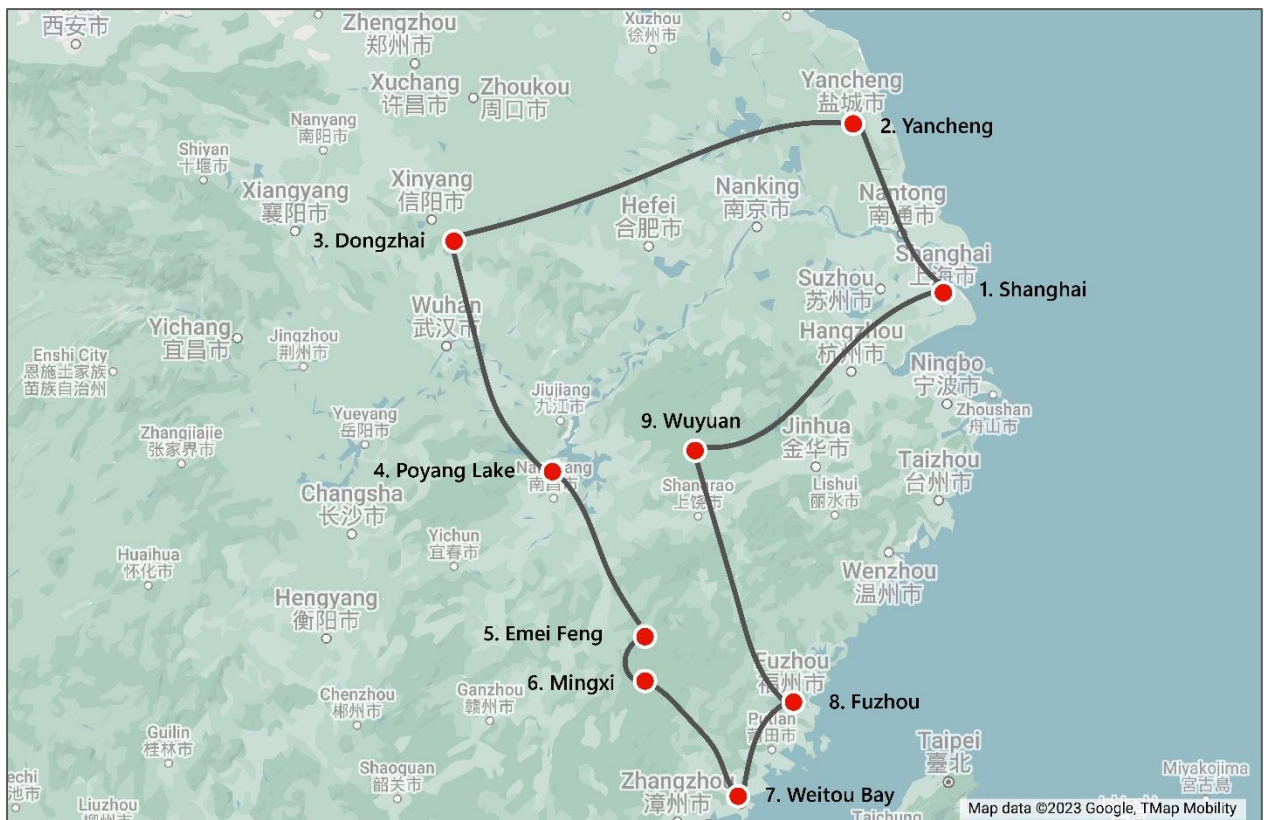 西安市
Zhengzhou
郑州市
Xuzhou
徐州市
Xuchang
许昌市
Zhoukou
周口市
Yancheng
盐城市
2. Yancheng
Nanyang
南阳市
Shiyan
十堰市
Xiangyang
襄阳市
Xinyang
信阳市
Hefei
合肥市
Nanking
南京市
Nantong
南通市
3. Dongzhai
Shanghai
上海市
1. Shanghai
Suzhou
苏州市
Wuhan
武汉市
Yichang
宜昌市
Jingzhou
荆州市
Hangzhou
杭州市
Enshi City
恩施土家族
苗族自治州
Ningbo
宁波市
Zhoushan
舟山市
Jiujiang
九江市
Yueyang
岳阳市
9. Wuyuan
Jinhua
金华市
Zhangjiajie
张家界市
4. Poyang Lake
南昌市
Shangrao
上饶市
Lishui
丽水市
Taizhou
台州市
Changsha
长沙市
Yichun
宜春市
Huaihua
怀化市
Wenzhou
温州市
Hengyang
衡阳市
5. Emei Feng
6. Mingxi
Fuzhou
福州市
8. Fuzhou
Chenzhou
郴州市
Ganzhou
赣州市
Putian
莆田市
Guilin
桂林市
Taipei
臺北
Shaoguan
韶关市
Zhangzhou
漳州市
7. Weitou Bay
Miyakojima
宮古島
echi
池市
Liuzhou
柳州市
Taichung
Map data ©2023 Google, TMap Mobility